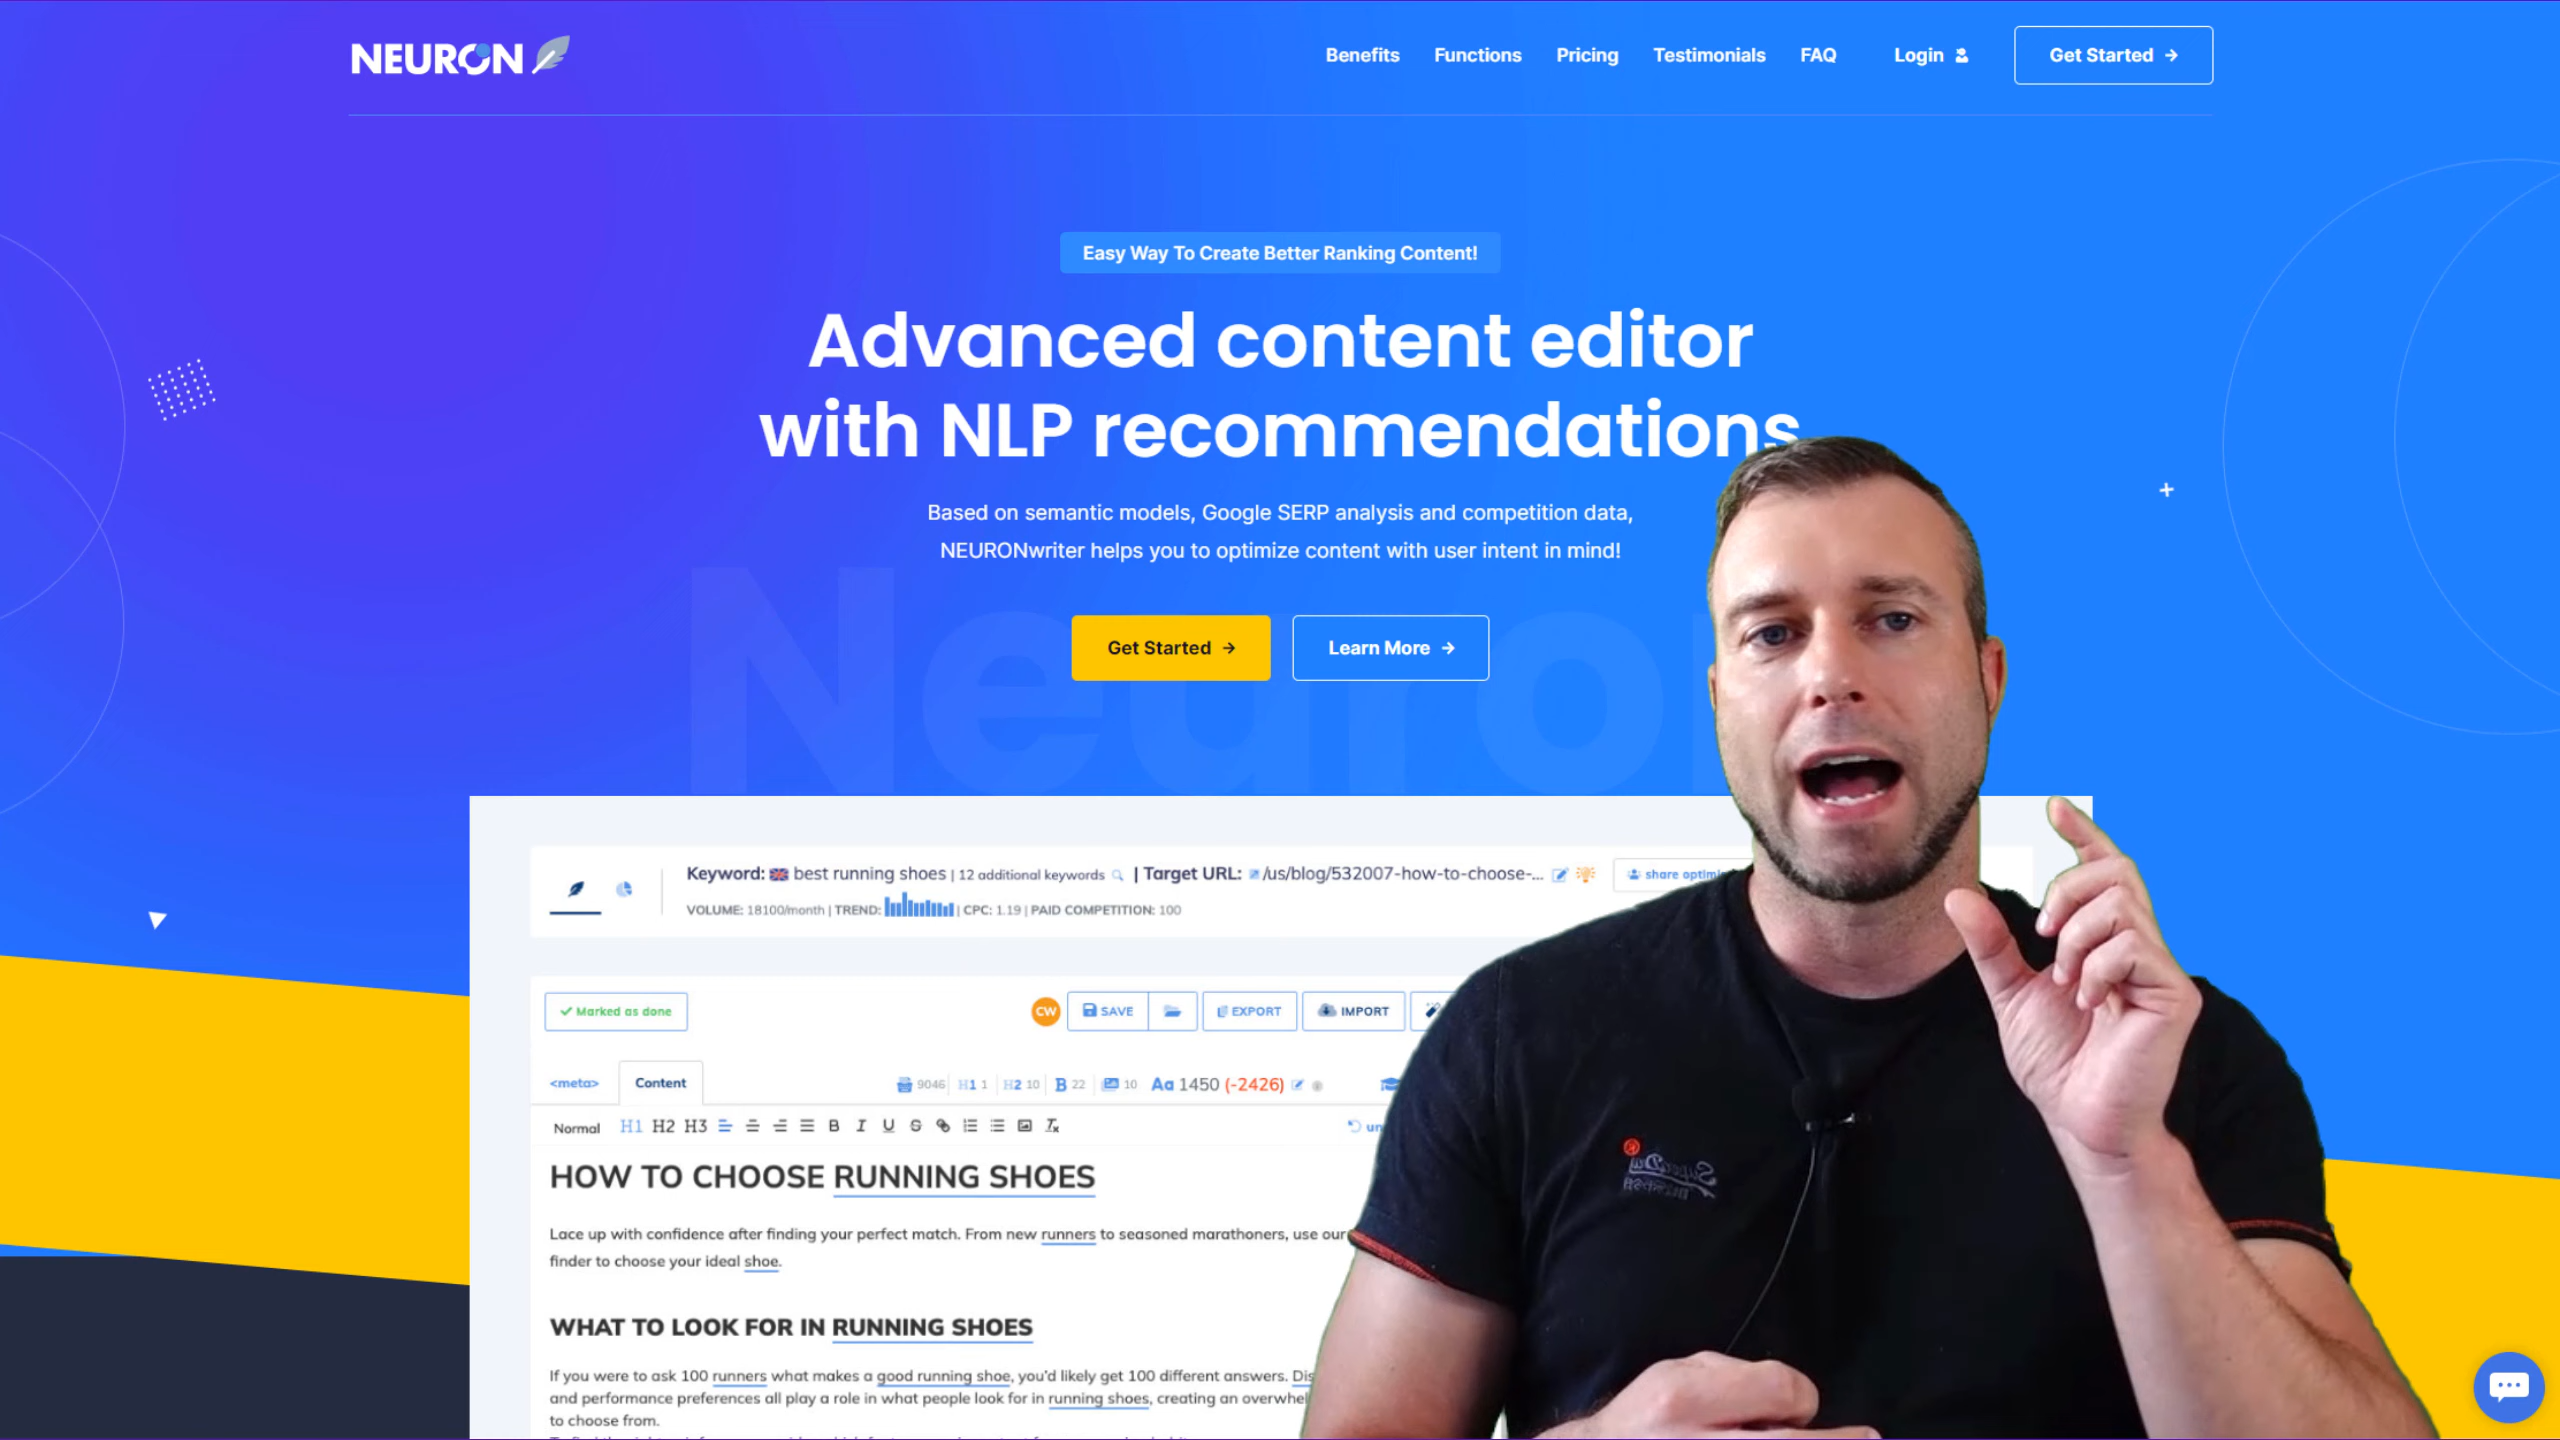 NEURON
Benefits Functions Pricing Testimonials FAQ Login Get Started
Easy Way To Create Better Ranking Content!
Advanced content editor
with NLP recommendations
Based on semantic models, Google SERP analysis and competition data,
NEURONwriter helps you to optimize content with user intent in mind!
Get Started Learn More
Neuron
Keyword: best running shoes | 12 additional keywords | Target URL: /us/blog/532007-how-to-choose-... share optimi
VOLUME: 18100/month | TREND: | CPC: 1.19 | PAID COMPETITION: 100
Marked as done CW SAVE EXPORT IMPORT
<meta> Content 9046 H1 1 H2 10 B 22 10 Aa 1450 (-2426)
Normal H1 H2 H3 B I U S un
HOW TO CHOOSE RUNNING SHOES
Lace up with confidence after finding your perfect match. From new runners to seasoned marathoners, use our
finder to choose your ideal shoe.
WHAT TO LOOK FOR IN RUNNING SHOES
If you were to ask 100 runners what makes a good running shoe, you'd likely get 100 different answers. Dis
and performance preferences all play a role in what people look for in running shoes, creating an overwhel
to choose from.